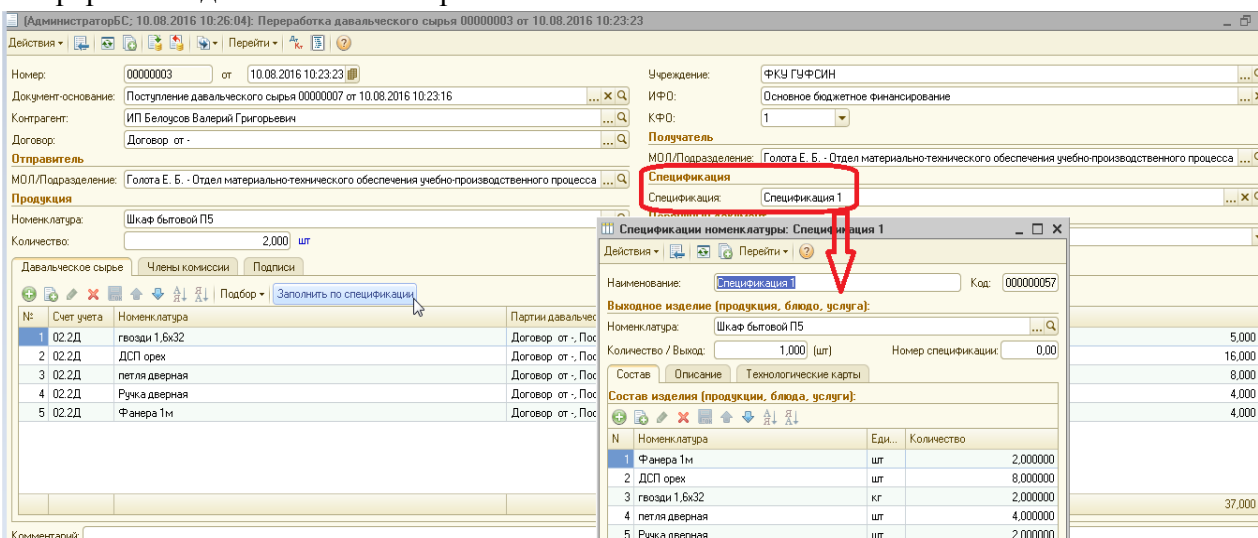 (АдминистраторБС; 10.08.2016 10:26:04): Переработка давальческого сырья 00000003 от 10.08.2016 10:23:23
Действия Перейти
Номер: 00000003 от 10.08.2016 10:23:23 Учреждение: ФКУ ГУФСИН
Документ-основание: Поступление давальческого сырья 00000007 от 10.08.2016 10:23:16 ИФО: Основное бюджетное финансирование
Контрагент: ИП Белоусов Валерий Григорьевич КФО: 1
Договор: Договор от - Получатель
Отправитель МОЛ/Подразделение: Голота Е. Б. - Отдел материально-технического обеспечения учебно-производственного процесса
МОЛ/Подразделение: Голота Е. Б. - Отдел материально-технического обеспечения учебно-производственного процесса Спецификация
Продукция Спецификация: Спецификация 1
Номенклатура: Шкаф бытовой П5
Количество: 2,000 шт
Давальческое сырье Члены комиссии Подписи
Подбор Заполнить по спецификации
№ Счет учета Номенклатура Партии давальчес
1 02.2Д гвозди 1,6х32 Договор от -, Пос 5,000
2 02.2Д ДСП орех Договор от -, Пос 16,000
3 02.2Д петля дверная Договор от -, Пос 8,000
4 02.2Д Ручка дверная Договор от -, Пос 4,000
5 02.2Д Фанера 1м Договор от -, Пос 4,000
37,000
Комментарий:
Спецификации номенклатуры: Спецификация 1
Действия Перейти
Наименование: Спецификация 1 Код: 000000057
Выходное изделие (продукция, блюдо, услуга):
Номенклатура: Шкаф бытовой П5
Количество / Выход: 1,000 (шт) Номер спецификации: 0,00
Состав Описание Технологические карты
Состав изделия (продукции, блюда, услуги):
N Номенклатура Еди... Количество
1 Фанера 1м шт 2,000000
2 ДСП орех шт 8,000000
3 гвозди 1,6х32 кг 2,000000
4 петля дверная шт 4,000000
5 Ручка дверная шт 2,000000